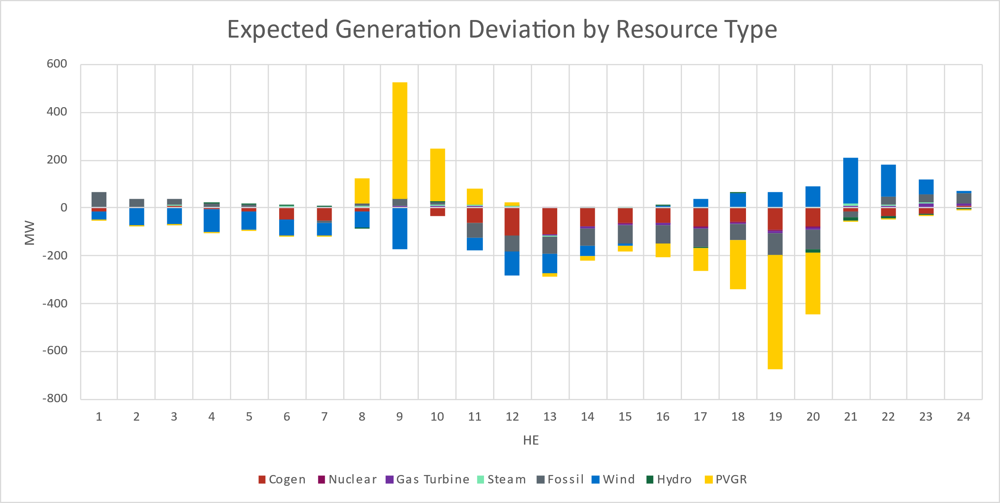 Expected Generation Deviation by Resource Type
600
400
200
0
-200
-400
-600
-800
MW
1 2 3 4 5 6 7 8 9 10 11 12 13 14 15 16 17 18 19 20 21 22 23 24
HE
Cogen Nuclear Gas Turbine Steam Fossil Wind Hydro PVGR